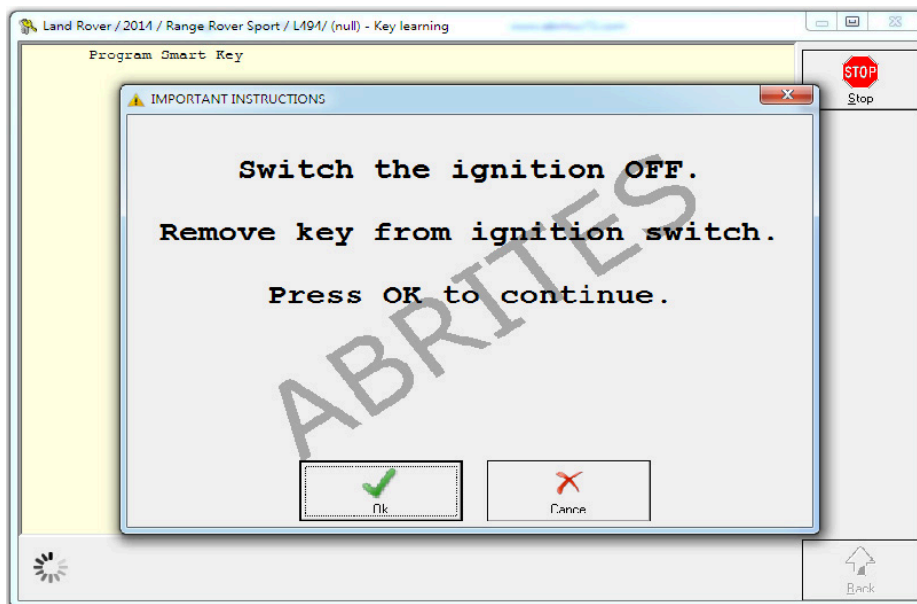 Land Rover / 2014 / Range Rover Sport / L494/ (null) - Key learning
Program Smart Key
STOP
Stop
IMPORTANT INSTRUCTIONS
Switch the ignition OFF.
Remove key from ignition switch.
Press OK to continue.
ABRITES
Ok
Cance
Back